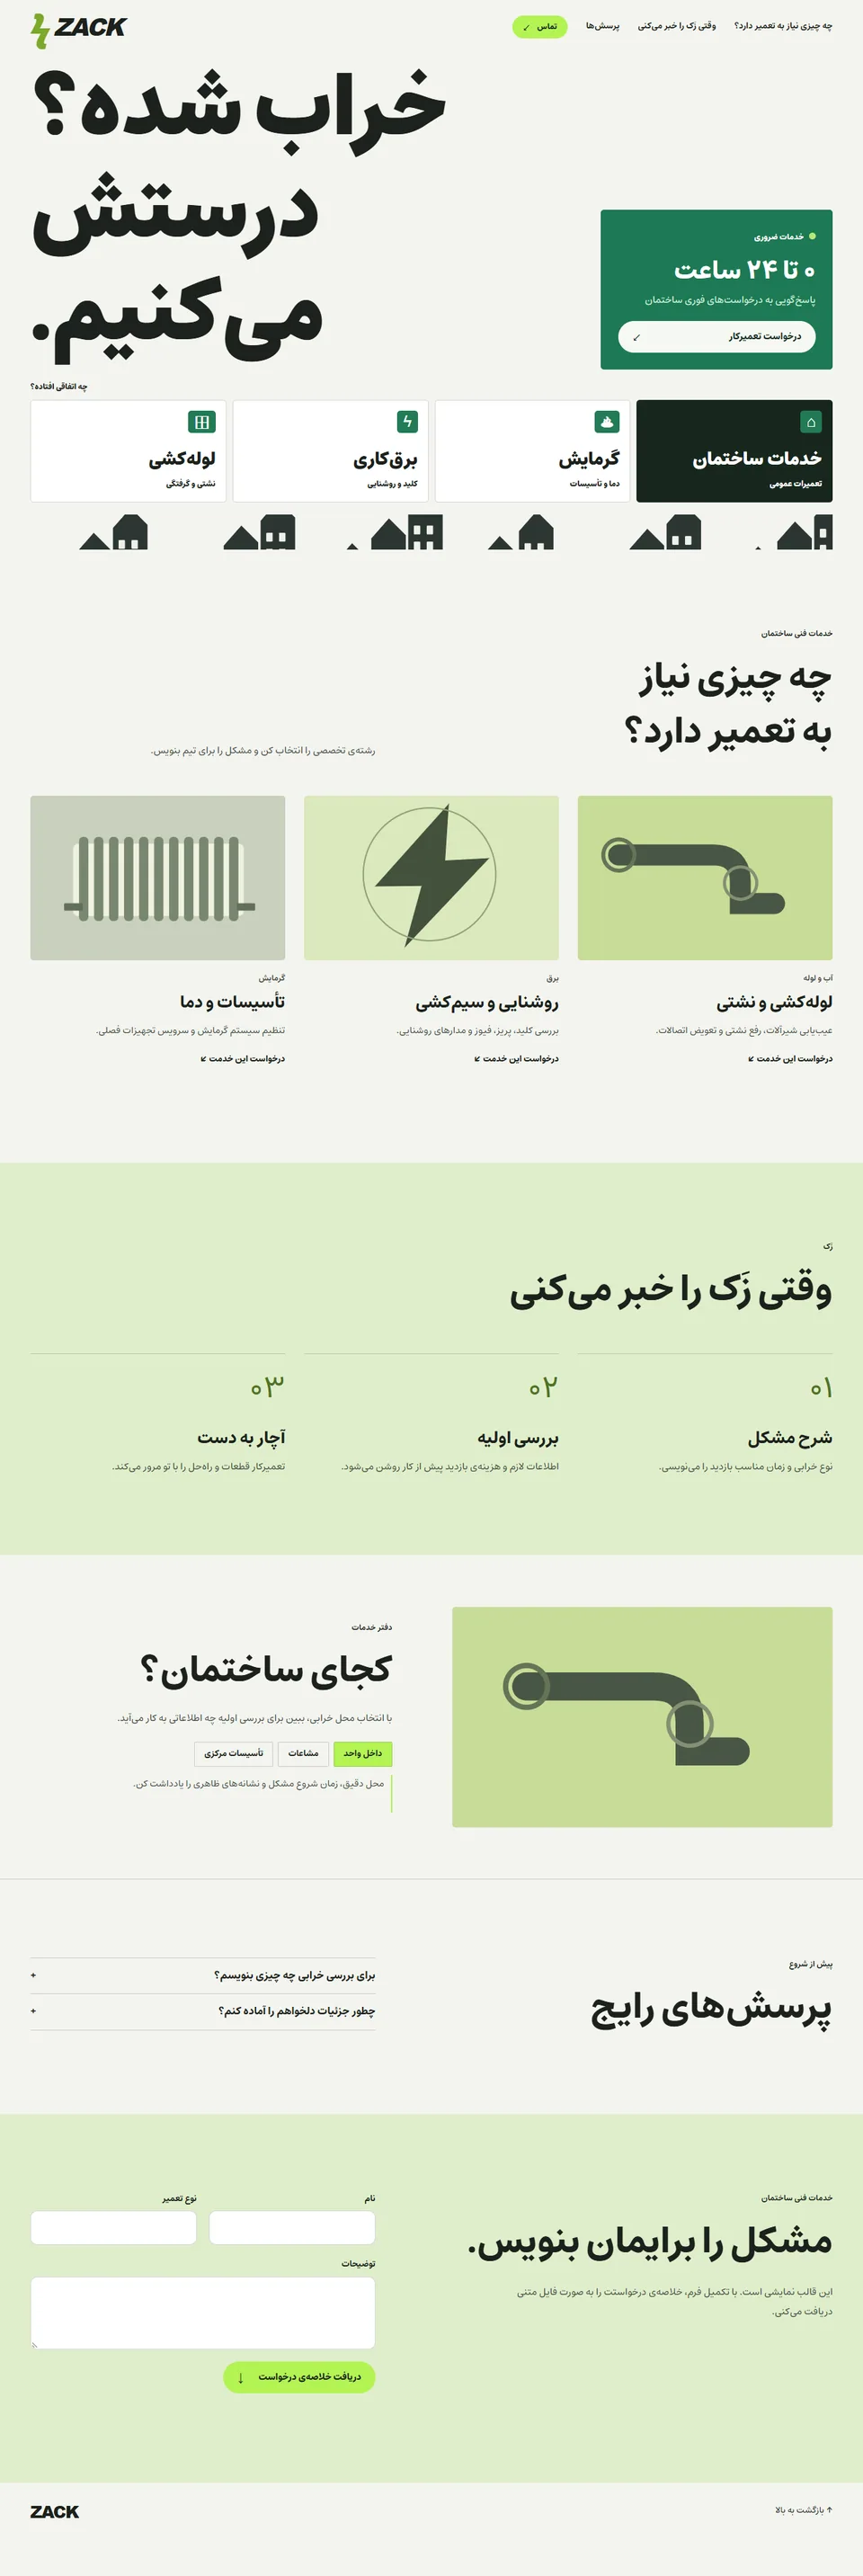 ZACK
چه چیزی نیاز به تعمیر دارد؟
وقتی زک را خبر می‌کنی
پرسش‌ها
تماس ↙
خراب شده؟
درستش
می‌کنیم.
خدمات ضروری
۰ تا ۲۴ ساعت
پاسخ‌گویی به درخواست‌های فوری ساختمان
درخواست تعمیرکار ↙
چه اتفاقی افتاده؟
خدمات ساختمان
تعمیرات عمومی
گرمایش
دما و تأسیسات
برق‌کاری
کلید و روشنایی
لوله‌کشی
نشتی و گرفتگی
خدمات فنی ساختمان
چه چیزی نیاز
به تعمیر دارد؟
رشته‌ی تخصصی را انتخاب کن و مشکل را برای تیم بنویس.
آب و لوله
لوله‌کشی و نشتی
عیب‌یابی شیرآلات، رفع نشتی و تعویض اتصالات.
درخواست این خدمت ↙
برق
روشنایی و سیم‌کشی
بررسی کلید، پریز، فیوز و مدارهای روشنایی.
درخواست این خدمت ↙
گرمایش
تأسیسات و دما
تنظیم سیستم گرمایش و سرویس تجهیزات فصلی.
درخواست این خدمت ↙
زک
وقتی زَک را خبر می‌کنی
۰۱
شرح مشکل
نوع خرابی و زمان مناسب بازدید را می‌نویسی.
۰۲
بررسی اولیه
اطلاعات لازم و هزینه‌ی بازدید پیش از کار روشن می‌شود.
۰۳
آچار به دست
تعمیرکار قطعات و راه‌حل را با تو مرور می‌کند.
دفتر خدمات
کجای ساختمان؟
با انتخاب محل خرابی، ببین برای بررسی اولیه چه اطلاعاتی به کار می‌آید.
داخل واحد
مشاعات
تأسیسات مرکزی
محل دقیق، زمان شروع مشکل و نشانه‌های ظاهری را یادداشت کن.
پیش از شروع
پرسش‌های رایج
برای بررسی خرابی چه چیزی بنویسم؟ +
چطور جزئیات دلخواهم را آماده کنم؟ +
خدمات فنی ساختمان
مشکل را برایمان بنویس.
این قالب نمایشی است. با تکمیل فرم، خلاصه‌ی درخواستت را به صورت فایل متنی
دریافت می‌کنی.
نام
نوع تعمیر
توضیحات
دریافت خلاصه‌ی درخواست ↓
↑ بازگشت به بالا
ZACK